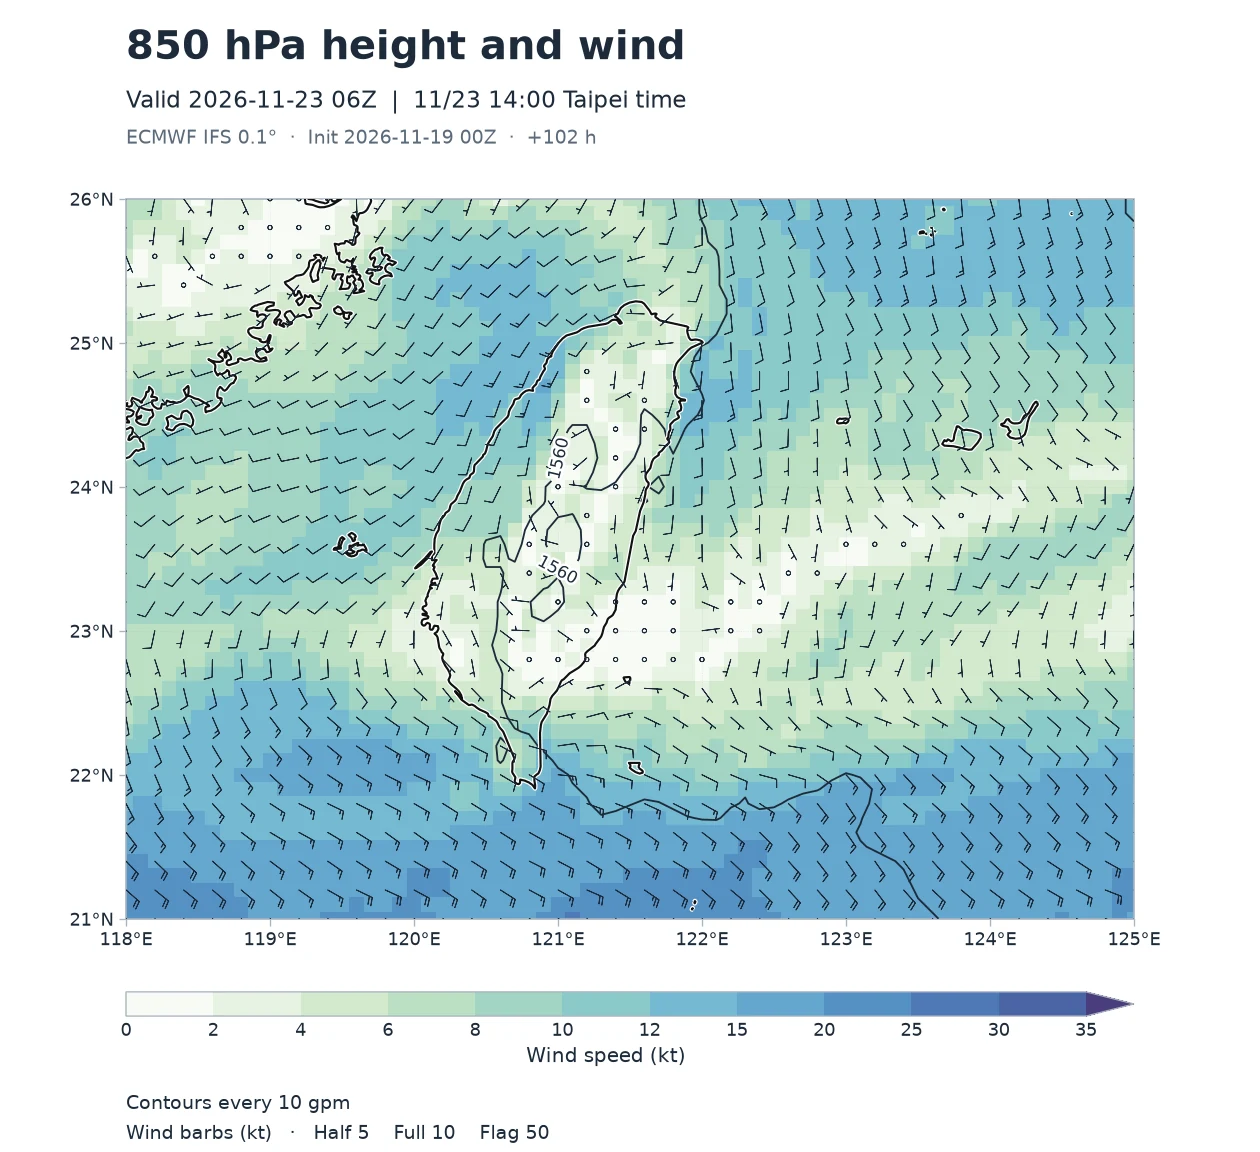 850 hPa height and wind
Valid 2026-11-23 06Z | 11/23 14:00 Taipei time
ECMWF IFS 0.1° · Init 2026-11-19 00Z · +102 h
26°N
25°N
24°N
23°N
22°N
21°N
1560
1560
118°E 119°E 120°E 121°E 122°E 123°E 124°E 125°E
0 2 4 6 8 10 12 15 20 25 30 35
Wind speed (kt)
Contours every 10 gpm
Wind barbs (kt) · Half 5 Full 10 Flag 50